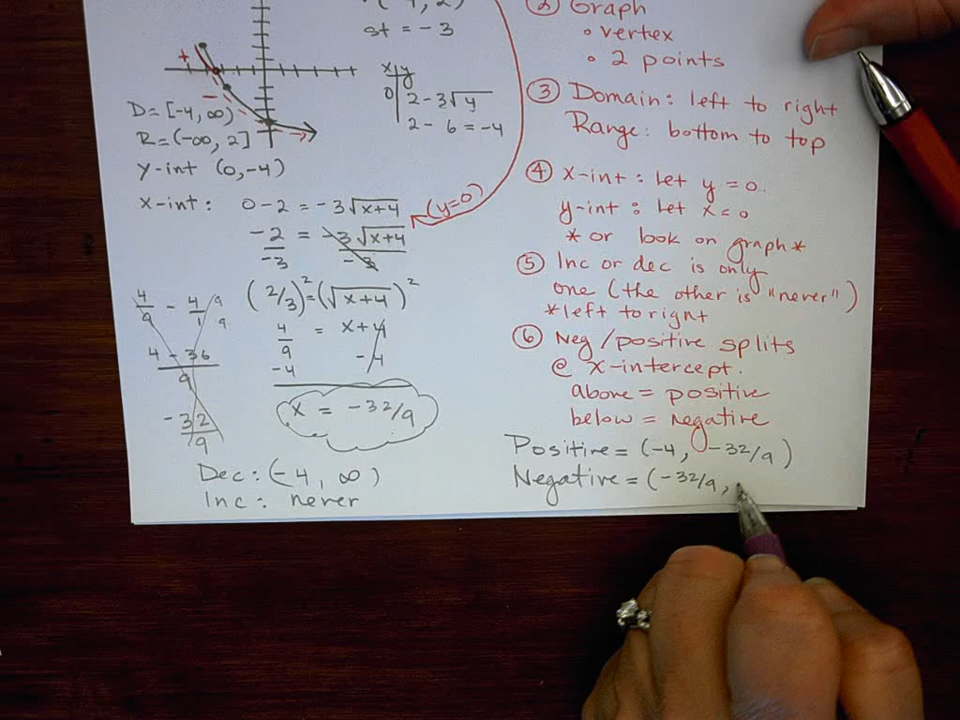 (-4, 2)
st = -3
+
-
x | y
0 | 2 - 3√4
2 - 6 = -4
D = [-4, ∞)
R = (-∞, 2]
y-int (0, -4)
x-int: 0 - 2 = -3√x+4
(y=0)
-2 = -3√x+4
-3 -3
(2/3)² = (√x+4)²
4/9 = x+4
-4 -4
x = -32/9
4/9 - 4/1 9/9
4 - 36
9
-32
9
Dec: (-4, ∞)
Inc: never
② Graph
◦ vertex
◦ 2 points
③ Domain: left to right
Range: bottom to top
④ x-int: Let y = 0.
y-int: Let x = 0
* or look on graph*
⑤ Inc or dec is only
one (the other is "never")
*left to right
⑥ Neg/positive splits
@ x-intercept.
above = positive
below = negative
Positive = (-4, -32/9)
Negative = (-32/9,